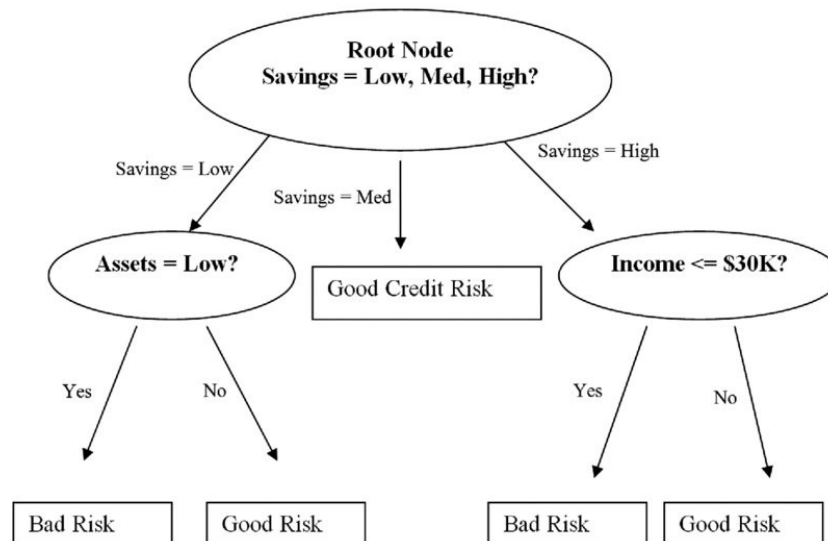 Root Node
Savings = Low, Med, High?
Savings = Low
Savings = Med
Savings = High
Assets = Low?
Good Credit Risk
Income <= $30K?
Yes
No
Yes
No
Bad Risk
Good Risk
Bad Risk
Good Risk